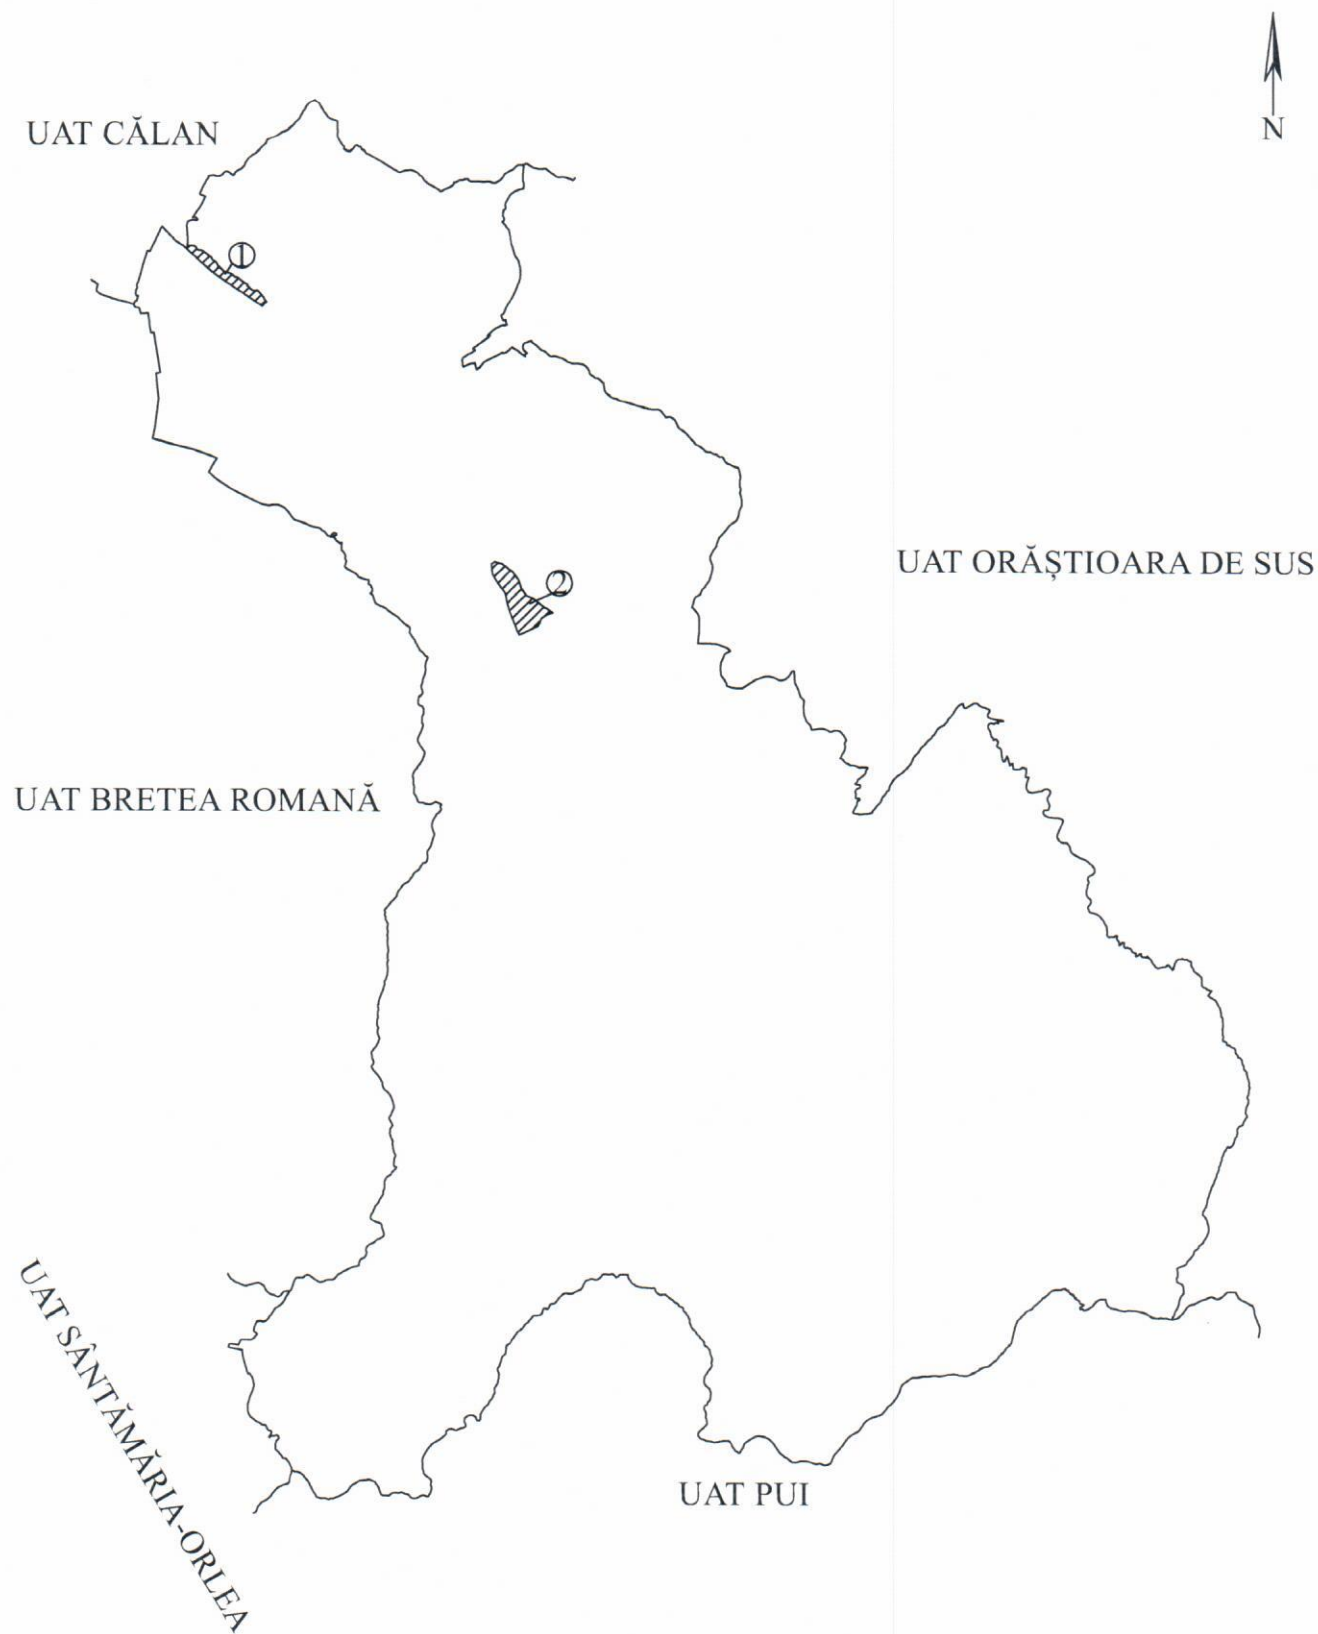 UAT CĂLAN
N
1
UAT ORĂȘTIOARA DE SUS
2
UAT BRETEA ROMANĂ
UAT SÂNTĂMĂRIA-ORLEA
UAT PUI